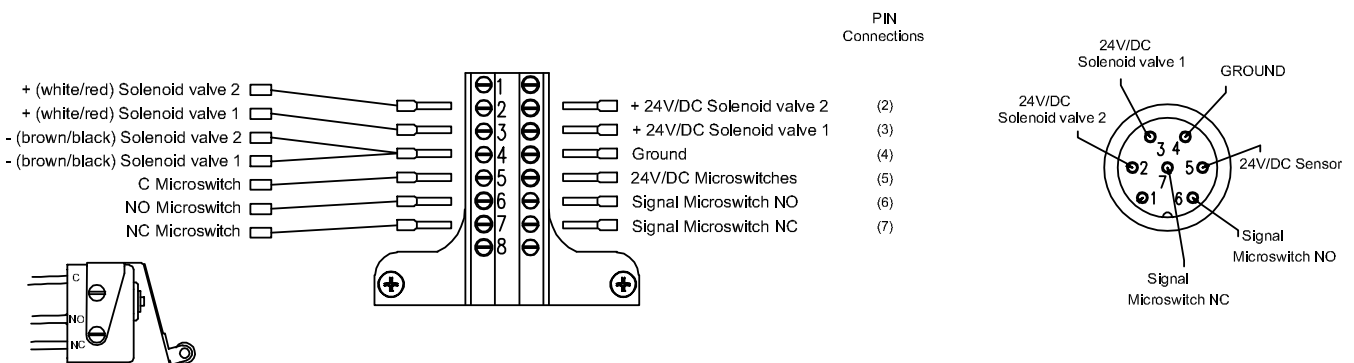 PIN
Connections
+ (white/red) Solenoid valve 2
+ (white/red) Solenoid valve 1
- (brown/black) Solenoid valve 2
- (brown/black) Solenoid valve 1
C Microswitch
NO Microswitch
NC Microswitch
1
2
3
4
5
6
7
8
+ 24V/DC Solenoid valve 2 (2)
+ 24V/DC Solenoid valve 1 (3)
Ground (4)
24V/DC Microswitches (5)
Signal Microswitch NO (6)
Signal Microswitch NC (7)
C
NO
NC
24V/DC
Solenoid valve 1
GROUND
24V/DC
Solenoid valve 2
3 4
2 7 5
1 6
24V/DC Sensor
Signal
Microswitch NO
Signal
Microswitch NC